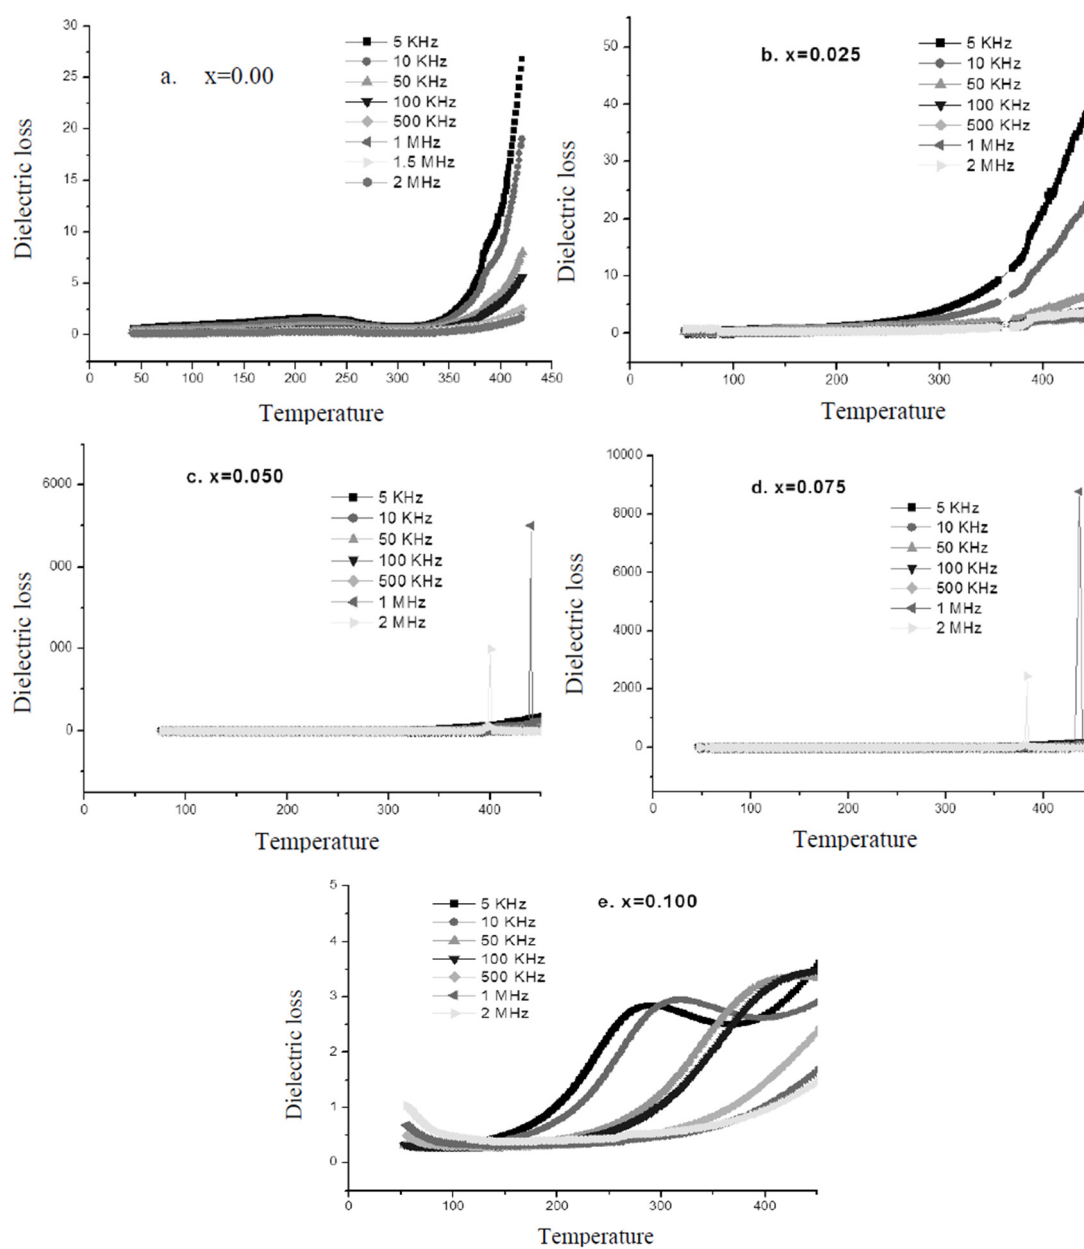 a. x=0.00
5 KHz
10 KHz
50 KHz
100 KHz
500 KHz
1 MHz
1.5 MHz
2 MHz
Dielectric loss
30
25
20
15
10
5
0
0 50 100 150 200 250 300 350 400 450
Temperature
b. x=0.025
5 KHz
10 KHz
50 KHz
100 KHz
500 KHz
1 MHz
2 MHz
Dielectric loss
50
40
30
20
10
0
0 100 200 300 400
Temperature
c. x=0.050
5 KHz
10 KHz
50 KHz
100 KHz
500 KHz
1 MHz
2 MHz
Dielectric loss
6000
000
000
0
0 100 200 300 400
Temperature
d. x=0.075
5 KHz
10 KHz
50 KHz
100 KHz
500 KHz
1 MHz
2 MHz
Dielectric loss
10000
8000
6000
4000
2000
0
0 100 200 300 400
Temperature
e. x=0.100
5 KHz
10 KHz
50 KHz
100 KHz
500 KHz
1 MHz
2 MHz
Dielectric loss
5
4
3
2
1
0
0 100 200 300 400
Temperature